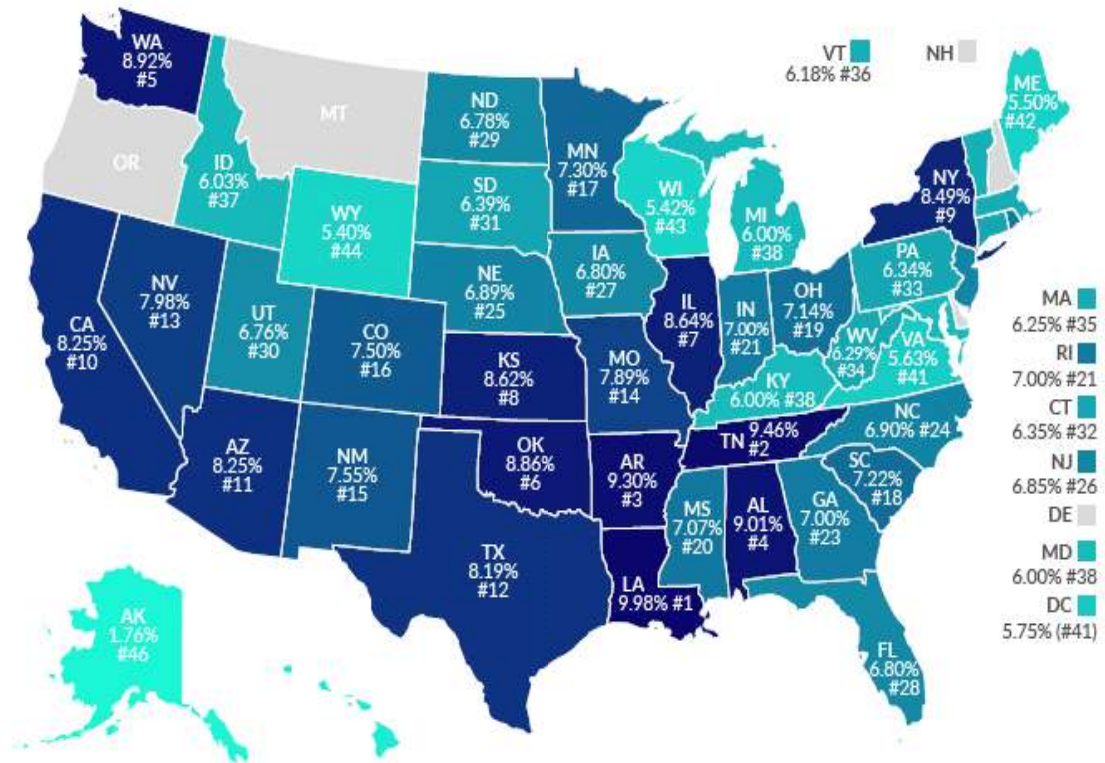 WA
8.92%
#5
MT
OR
ID
6.03%
#37
WY
5.40%
#44
ND
6.78%
#29
SD
6.39%
#31
NE
6.89%
#25
MN
7.30%
#17
WI
5.42%
#43
IA
6.80%
#27
MI
6.00%
#38
VT
6.18% #36
NH
ME
5.50%
#42
NY
8.49%
#9
PA
6.34%
#33
NV
7.98%
#13
CA
8.25%
#10
UT
6.76%
#30
CO
7.50%
#16
KS
8.62%
#8
MO
7.89%
#14
IL
8.64%
#7
IN
7.00%
#21
OH
7.14%
#19
WV
6.29%
#34
VA
5.63%
#41
KY
6.00% #38
MA
6.25% #35
RI
7.00% #21
CT
6.35% #32
NJ
6.85% #26
DE
MD
6.00% #38
DC
5.75% (#41)
AZ
8.25%
#11
NM
7.55%
#15
OK
8.86%
#6
AR
9.30%
#3
TN 9.46%
#2
NC
6.90% #24
SC
7.22%
#18
MS
7.07%
#20
AL
9.01%
#4
GA
7.00%
#23
TX
8.19%
#12
LA
9.98% #1
FL
6.80%
#28
AK
1.76%
#46